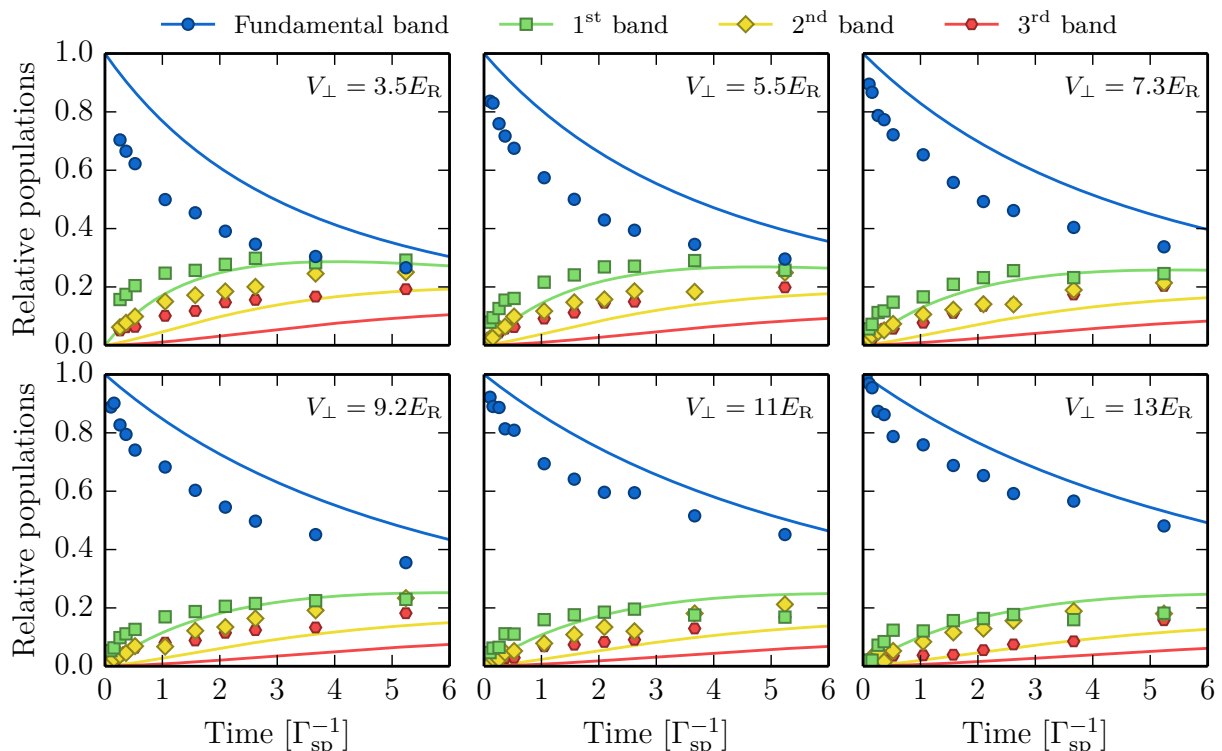 Fundamental band 1st band 2nd band 3rd band
Relative populations
1.0
0.8
0.6
0.4
0.2
0.0
V⊥ = 3.5ER
V⊥ = 5.5ER
V⊥ = 7.3ER
Relative populations
1.0
0.8
0.6
0.4
0.2
0.0
V⊥ = 9.2ER
V⊥ = 11ER
V⊥ = 13ER
0 1 2 3 4 5 6
0 1 2 3 4 5 6
0 1 2 3 4 5 6
Time [Γsp⁻¹]
Time [Γsp⁻¹]
Time [Γsp⁻¹]